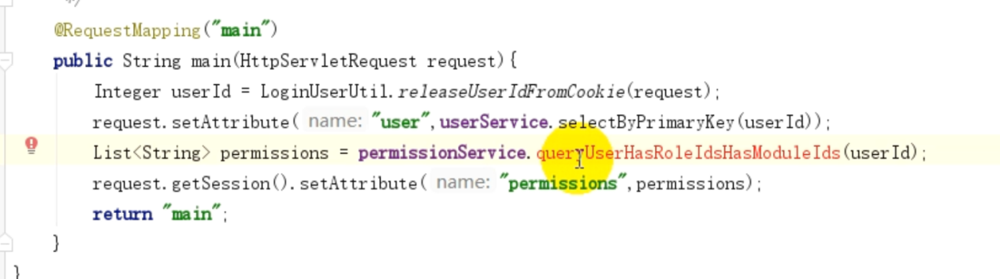 */
@RequestMapping("main")
public String main(HttpServletRequest request){
Integer userId = LoginUserUtil.releaseUserIdFromCookie(request);
request.setAttribute( name: "user",userService.selectByPrimaryKey(userId));
List<String> permissions = permissionService.queryUserHasRoleIdsHasModuleIds(userId);
request.getSession().setAttribute( name: "permissions",permissions);
return "main";
}
}